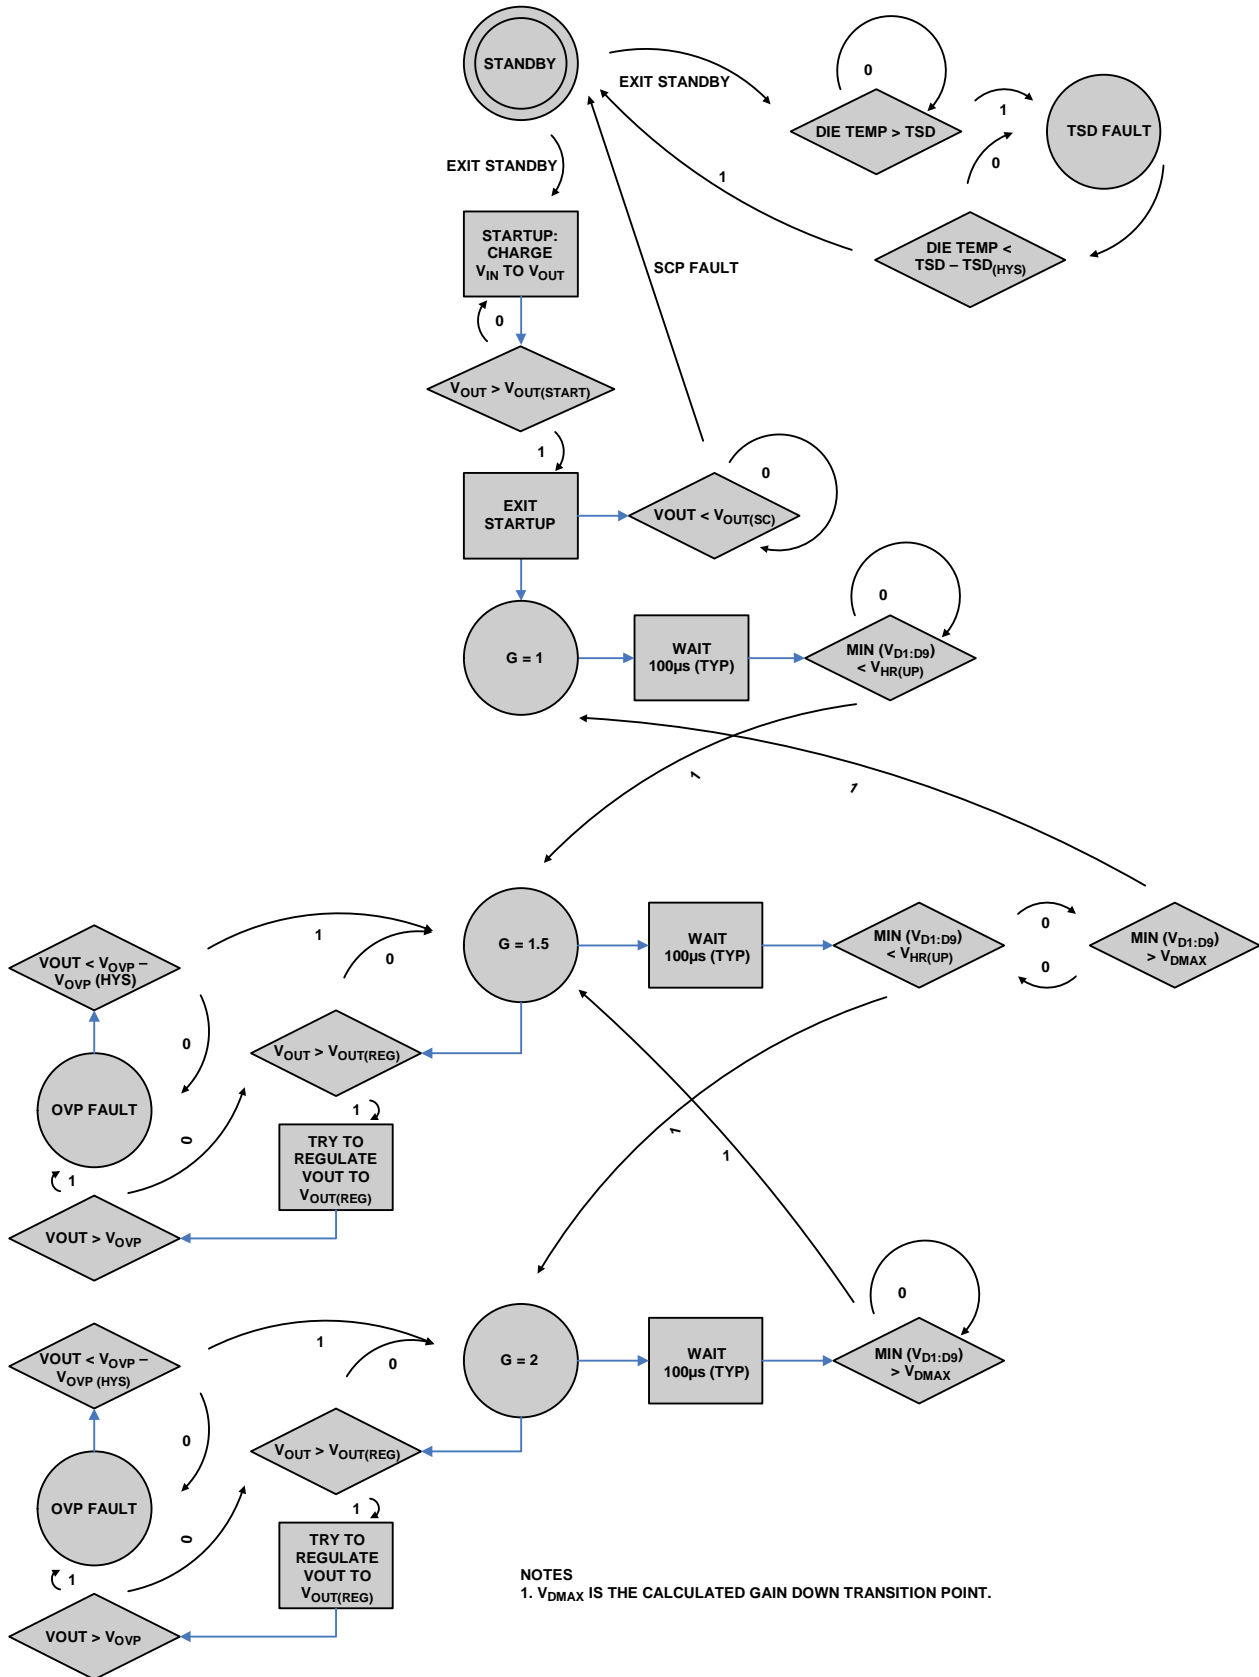 STANDBY
EXIT STANDBY
0
DIE TEMP > TSD
1
TSD FAULT
0
EXIT STANDBY
1
STARTUP:
CHARGE
VIN TO VOUT
DIE TEMP <
TSD – TSD(HYS)
SCP FAULT
0
VOUT > VOUT(START)
1
0
EXIT
STARTUP
VOUT < VOUT(SC)
0
G = 1
WAIT
100µs (TYP)
MIN (VD1:D9)
< VHR(UP)
1
1
1
0
G = 1.5
WAIT
100µs (TYP)
MIN (VD1:D9)
< VHR(UP)
0
0
MIN (VD1:D9)
> VDMAX
VOUT < VOVP –
VOVP (HYS)
0
VOUT > VOUT(REG)
OVP FAULT
1
0
TRY TO
REGULATE
VOUT TO
VOUT(REG)
1
1
1
VOUT > VOVP
0
1
0
VOUT < VOVP –
VOVP (HYS)
G = 2
WAIT
100µs (TYP)
MIN (VD1:D9)
> VDMAX
0
VOUT > VOUT(REG)
OVP FAULT
1
0
TRY TO
REGULATE
VOUT TO
VOUT(REG)
1
VOUT > VOVP
NOTES
1. VDMAX IS THE CALCULATED GAIN DOWN TRANSITION POINT.